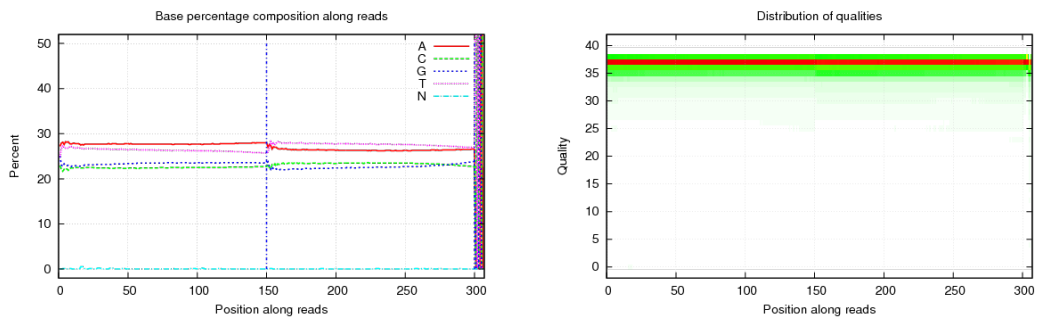 Base percentage composition along reads
50
40
30
20
10
0
Percent
A
C
G
T
N
0 50 100 150 200 250 300
Position along reads
Distribution of qualities
40
35
30
25
20
15
10
5
0
Quality
0 50 100 150 200 250 300
Position along reads